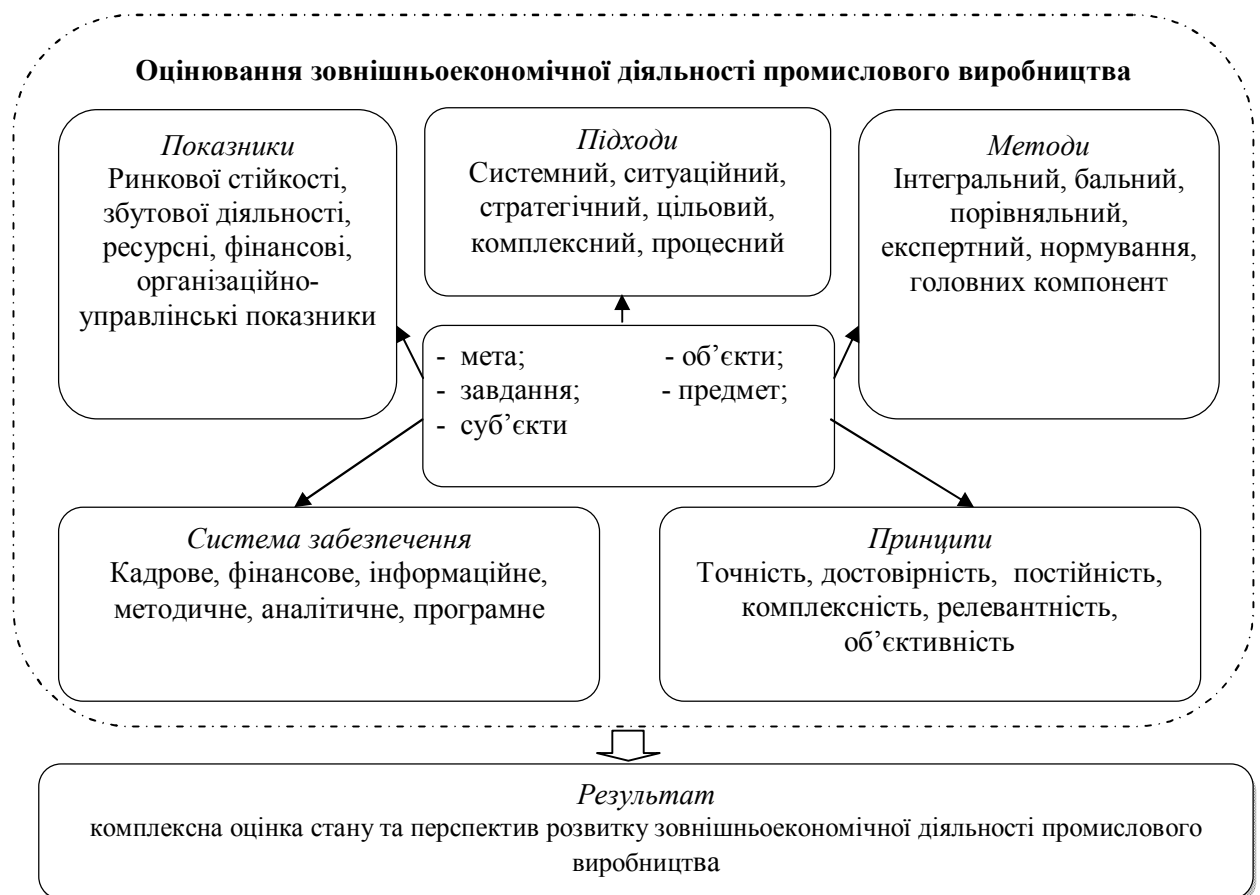 Оцінювання зовнішньоекономічної діяльності промислового виробництва
Показники
Ринкової стійкості,
збутової діяльності,
ресурсні, фінансові,
організаційно-
управлінські показники
Підходи
Системний, ситуаційний,
стратегічний, цільовий,
комплексний, процесний
Методи
Інтегральний, бальний,
порівняльний,
експертний, нормування,
головних компонент
- мета; - об’єкти;
- завдання; - предмет;
- суб’єкти
Система забезпечення
Кадрове, фінансове, інформаційне,
методичне, аналітичне, програмне
Принципи
Точність, достовірність, постійність,
комплексність, релевантність,
об’єктивність
Результат
комплексна оцінка стану та перспектив розвитку зовнішньоекономічної діяльності промислового
виробництва